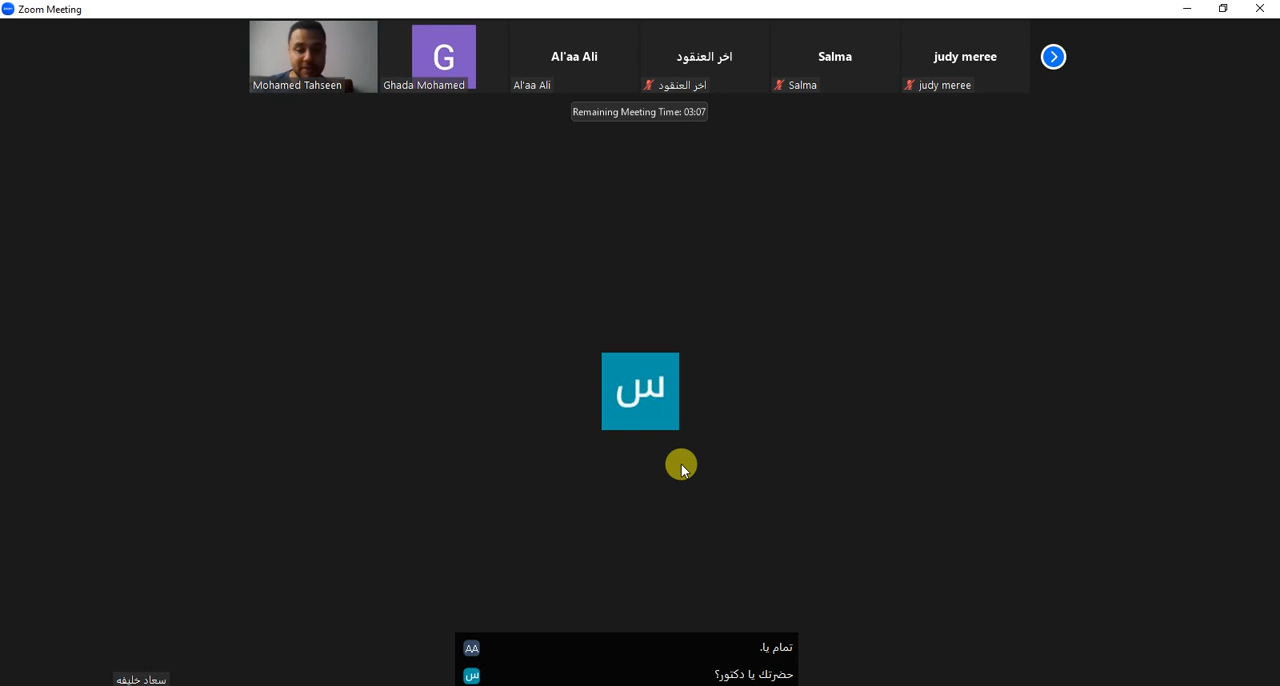 zoom
Zoom Meeting
Mohamed Tahseen
G
Ghada Mohamed
Al'aa Ali
Al'aa Ali
اخر العنقود
اخر العنقود
Salma
Salma
judy meree
judy meree
Remaining Meeting Time: 03:07
س
AA
تمام يا.
س
حضرتك يا دكتور؟
سعاد خليفه